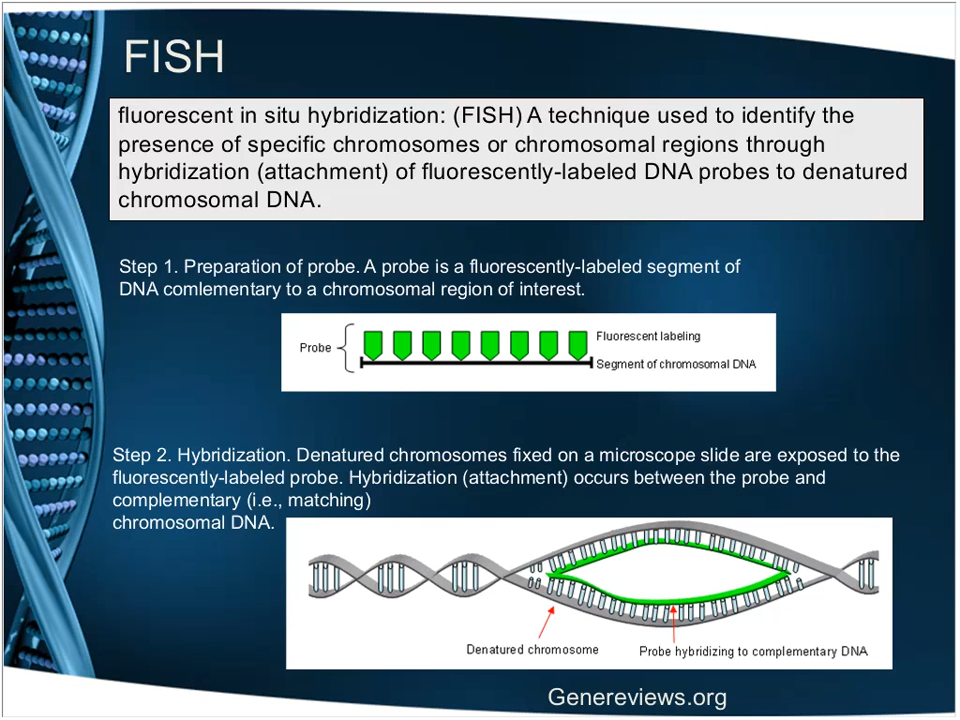 FISH
fluorescent in situ hybridization: (FISH) A technique used to identify the
presence of specific chromosomes or chromosomal regions through
hybridization (attachment) of fluorescently-labeled DNA probes to denatured
chromosomal DNA.
Step 1. Preparation of probe. A probe is a fluorescently-labeled segment of
DNA comlementary to a chromosomal region of interest.
Probe
Fluorescent labeling
Segment of chromosomal DNA
Step 2. Hybridization. Denatured chromosomes fixed on a microscope slide are exposed to the
fluorescently-labeled probe. Hybridization (attachment) occurs between the probe and
complementary (i.e., matching)
chromosomal DNA.
Denatured chromosome
Probe hybridizing to complementary DNA
Genereviews.org